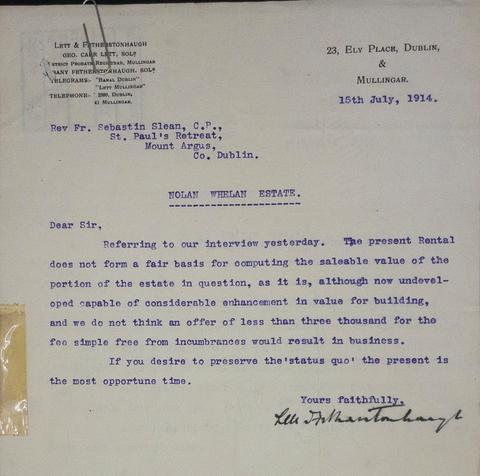 LETT & FETHERSTONHAUGH
GEO. CARR LETT, SOLR
DISTRICT PROBATE REGISTRAR, MULLINGAR
FETHERSTONHAUGH, SOLR
TELEGRAMS:- "BANAL DUBLIN"
"LETT MULLINGAR"
TELEPHONE:- DUBLIN,
41 MULLINGAR.
23, ELY PLACE, DUBLIN,
&
MULLINGAR.
15th July, 1914.
Rev Fr. Sebastin Slean, C.P.,
St. Paul's Retreat,
Mount Argus,
Co. Dublin.
NOLAN WHELAN ESTATE.
Dear Sir,
Referring to our interview yesterday. The present Rental
does not form a fair basis for computing the saleable value of the
portion of the estate in question, as it is, although now undevel-
oped capable of considerable enhancement in value for building,
and we do not think an offer of less than three thousand for the
fee simple free from incumbrances would result in business.
If you desire to preserve the 'status quo' the present is
the most opportune time.
Yours faithfully,
Lett & Fetherstonhaugh